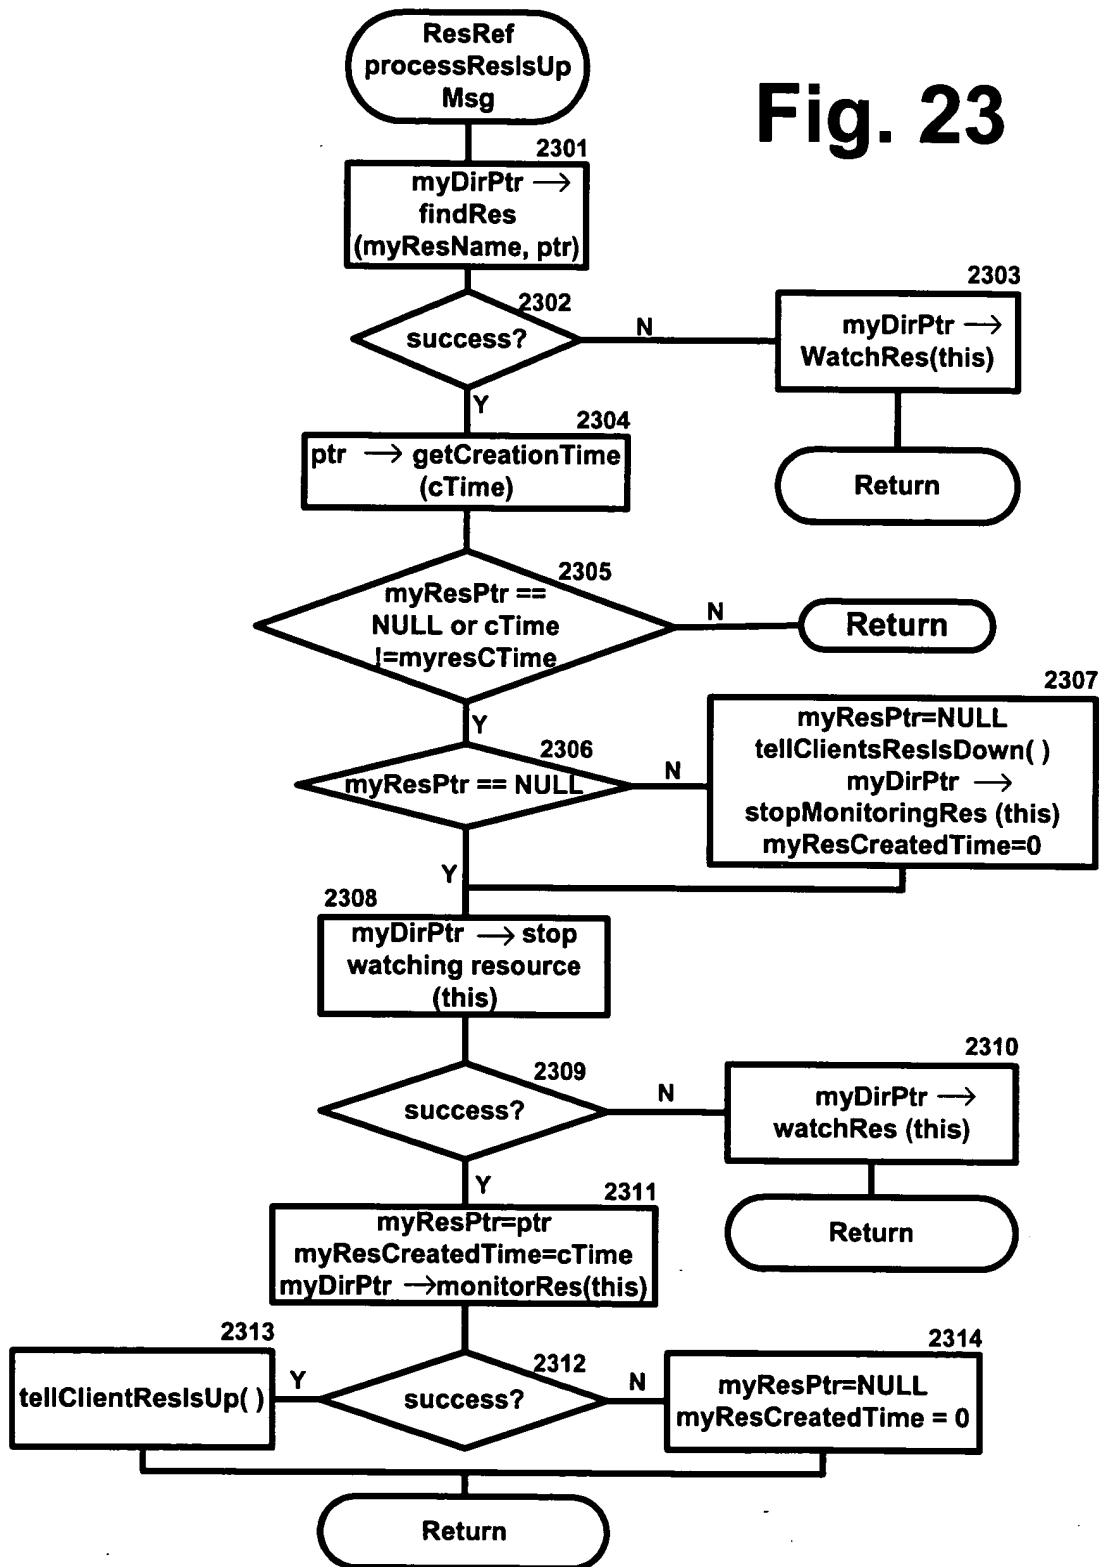 ResRef
processResIsUp
Msg
Fig. 23
2301
myDirPtr →
findRes
(myResName, ptr)
2302
success?
N
2303
myDirPtr →
WatchRes(this)
Return
Y
2304
ptr → getCreationTime
(cTime)
2305
myResPtr ==
NULL or cTime
!=myresCTime
N
Return
Y
2306
myResPtr == NULL
N
2307
myResPtr=NULL
tellClientsResIsDown( )
myDirPtr →
stopMonitoringRes (this)
myResCreatedTime=0
Y
2308
myDirPtr → stop
watching resource
(this)
2309
success?
N
2310
myDirPtr →
watchRes (this)
Return
Y
2311
myResPtr=ptr
myResCreatedTime=cTime
myDirPtr →monitorRes(this)
2312
success?
Y
2313
tellClientResIsUp( )
N
2314
myResPtr=NULL
myResCreatedTime = 0
Return